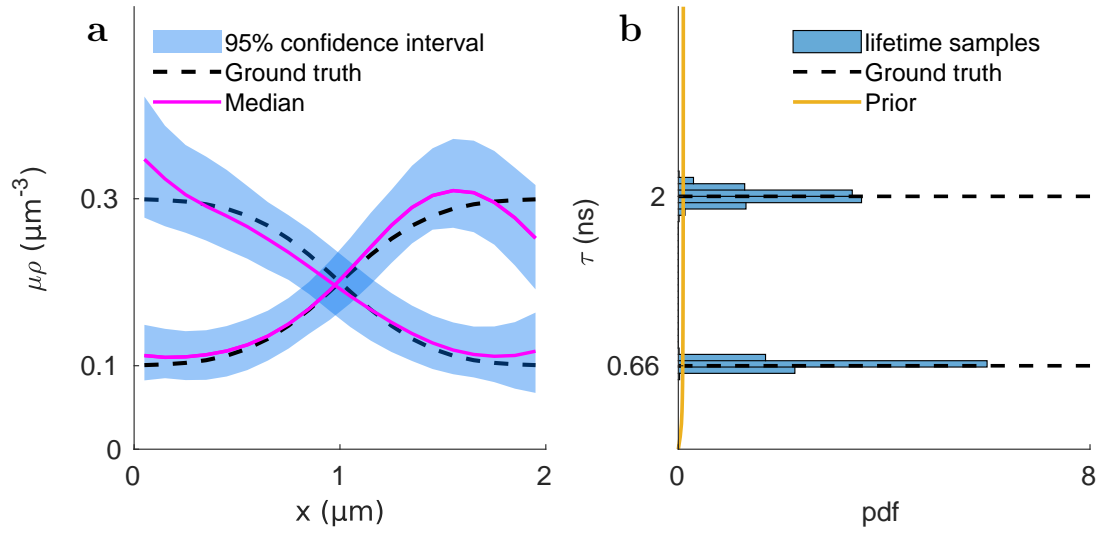 a
95% confidence interval
Ground truth
Median
μρ (μm-3)
0.3
0.1
0
0
1
2
x (μm)
b
lifetime samples
Ground truth
Prior
τ (ns)
2
0.66
0
8
pdf